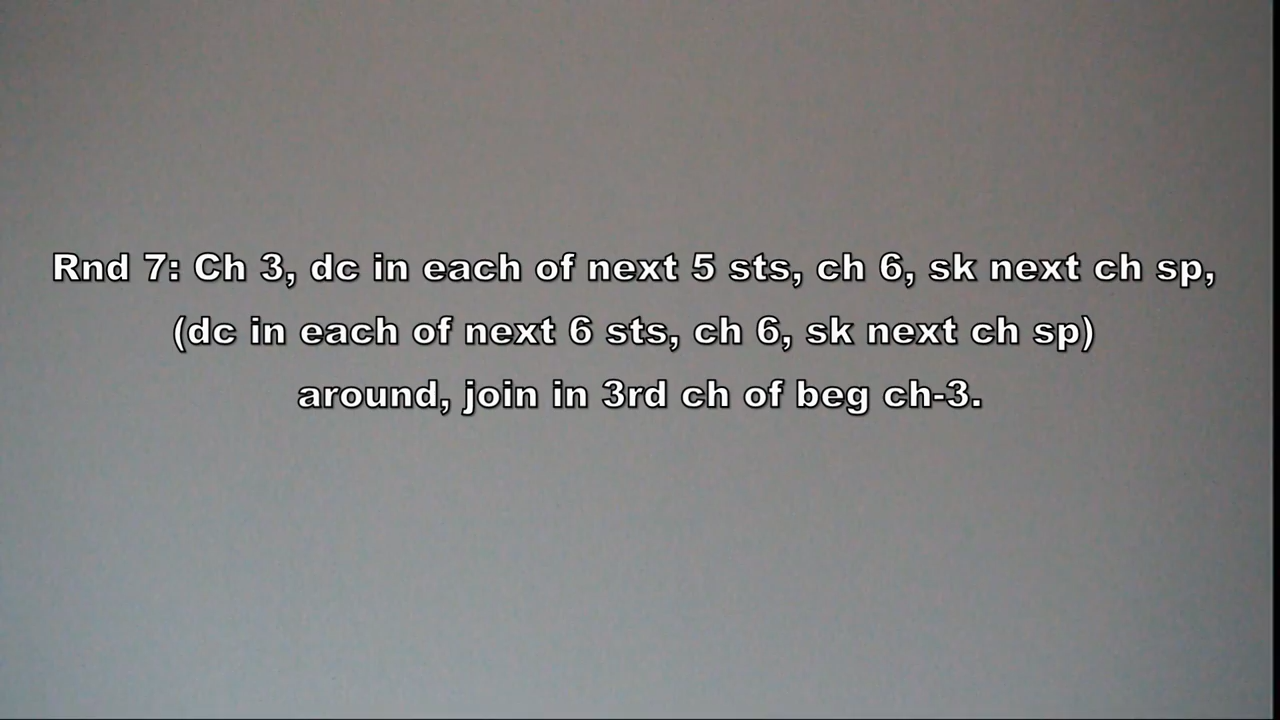 Rnd 7: Ch 3, dc in each of next 5 sts, ch 6, sk next ch sp,
(dc in each of next 6 sts, ch 6, sk next ch sp)
around, join in 3rd ch of beg ch-3.